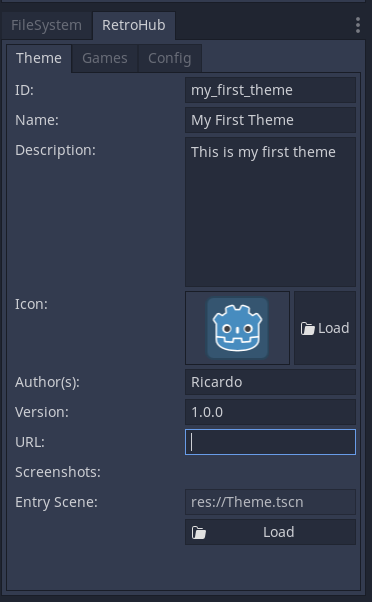 FileSystem RetroHub
Theme Games Config
ID: my_first_theme
Name: My First Theme
Description: This is my first theme
Icon: Load
Author(s): Ricardo
Version: 1.0.0
URL:
Screenshots:
Entry Scene: res://Theme.tscn
Load